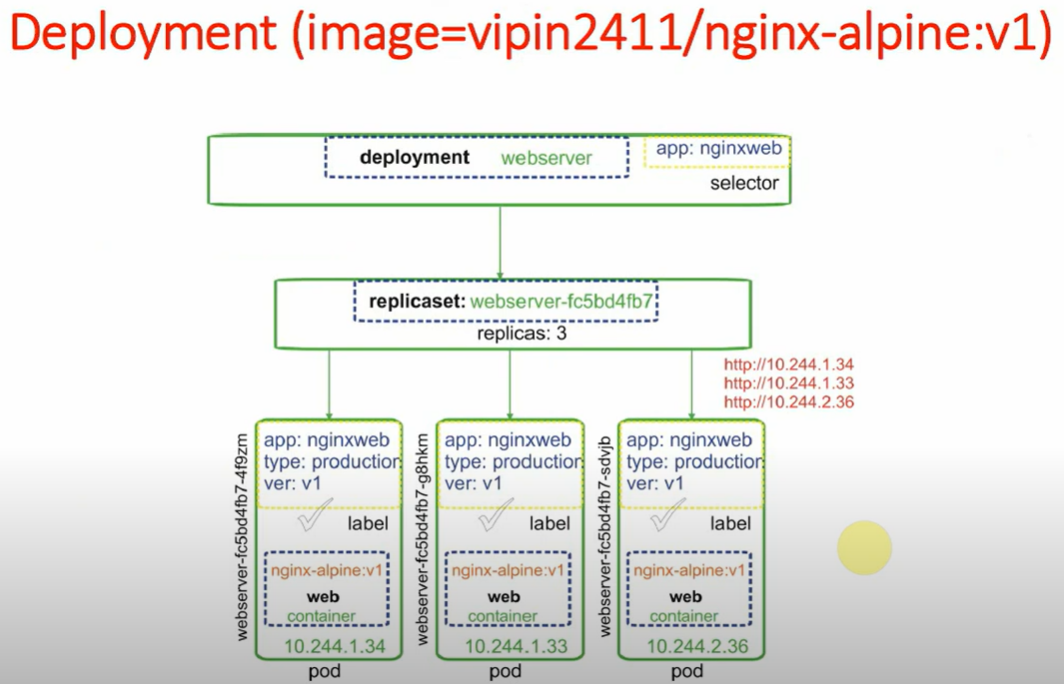 Deployment (image=vipin2411/nginx-alpine:v1)
deployment webserver
app: nginxweb
selector
replicaset: webserver-fc5bd4fb7
replicas: 3
http://10.244.1.34
http://10.244.1.33
http://10.244.2.36
webserver-fc5bd4fb7-4f9zm
app: nginxweb
type: production
ver: v1
label
nginx-alpine:v1
web
container
10.244.1.34
pod
webserver-fc5bd4fb7-g8hkm
app: nginxweb
type: production
ver: v1
label
nginx-alpine:v1
web
container
10.244.1.33
pod
webserver-fc5bd4fb7-sdvjb
app: nginxweb
type: production
ver: v1
label
nginx-alpine:v1
web
container
10.244.2.36
pod